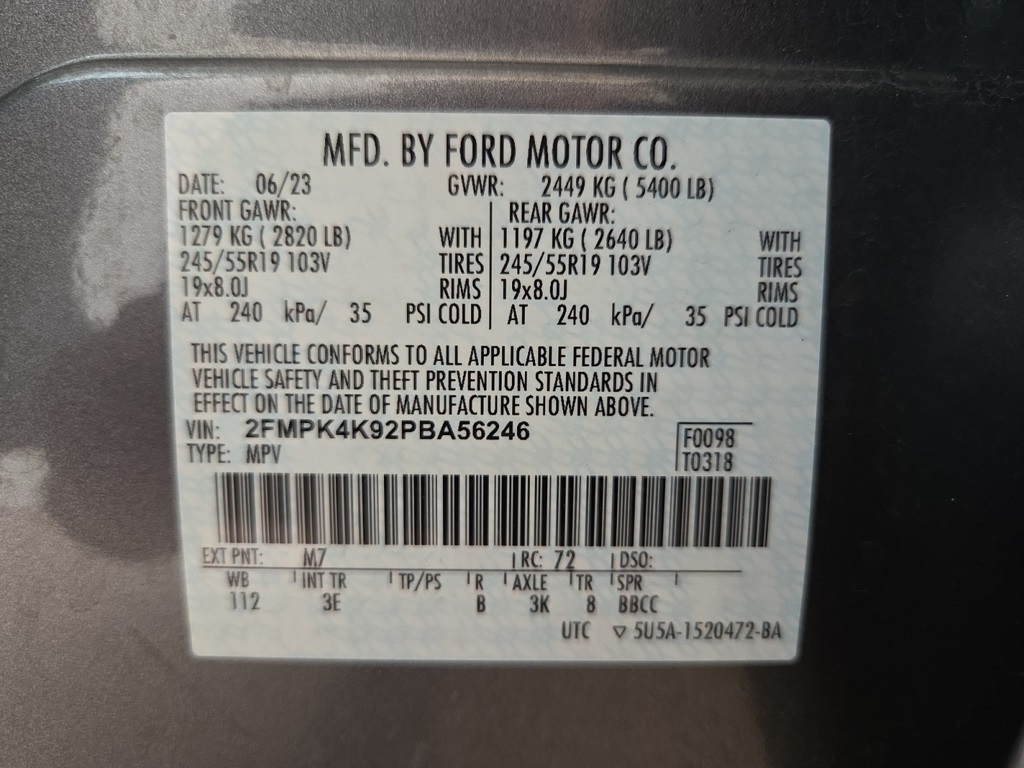 MFD. BY FORD MOTOR CO.
DATE: 06/23 GVWR: 2449 KG ( 5400 LB)
FRONT GAWR: REAR GAWR:
1279 KG ( 2820 LB) WITH 1197 KG ( 2640 LB) WITH
245/55R19 103V TIRES 245/55R19 103V TIRES
19x8.0J RIMS 19x8.0J RIMS
AT 240 kPa/ 35 PSI COLD AT 240 kPa/ 35 PSI COLD
THIS VEHICLE CONFORMS TO ALL APPLICABLE FEDERAL MOTOR
VEHICLE SAFETY AND THEFT PREVENTION STANDARDS IN
EFFECT ON THE DATE OF MANUFACTURE SHOWN ABOVE.
VIN: 2FMPK4K92PBA56246 F0098
TYPE: MPV T0318
EXT PNT: M7 RC: 72 DSO:
WB INT TR TP/PS R AXLE TR SPR
112 3E B 3K 8 BBCC
UTC ▽ 5U5A-1520472-BA